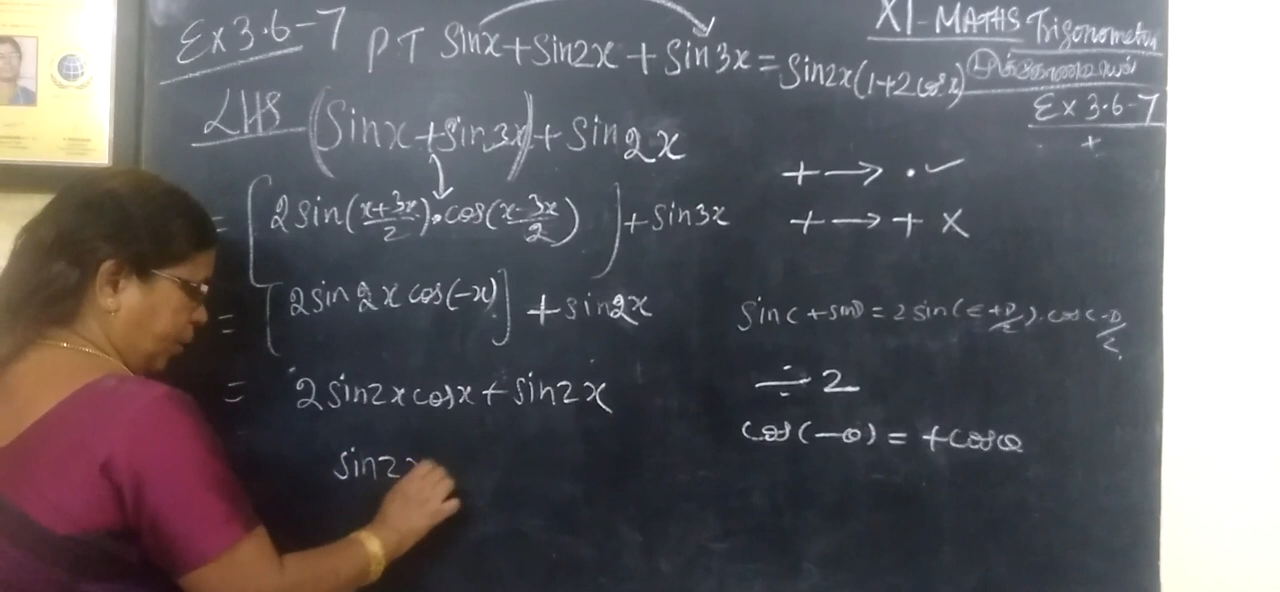 Ex 3.6-7
PT Sinx + Sin2x + Sin3x = Sin2x(1+2cosx)
XI - MATHS Trigonometry
Ex 3.6-7
+
LHS (Sinx + Sin3x) + Sin2x
= [2sin(x+3x/2)·cos(x-3x/2)] + sin3x
= [2sin2x cos(-x)] + sin2x
= 2sin2xcosx + sin2x
sin2x
+ → · ✓
+ → + X
sinc + sinD = 2sin(c+D/2)·cos c-D/2
÷ 2
cos(-θ) = +cosθ